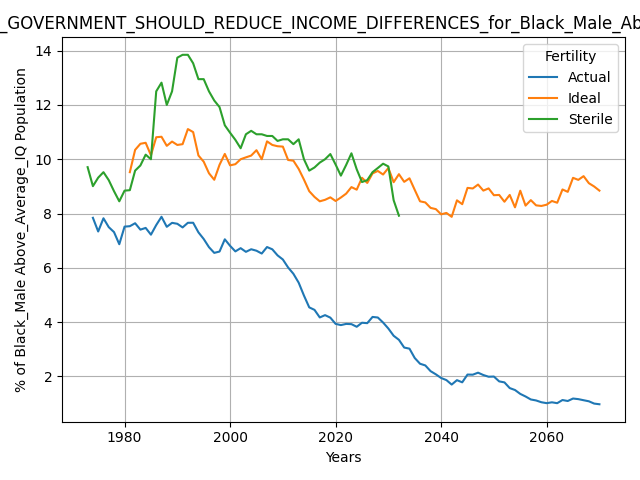 _GOVERNMENT_SHOULD_REDUCE_INCOME_DIFFERENCES_for_Black_Male_Ab
% of Black_Male Above_Average_IQ Population
14
12
10
8
6
4
2
Fertility
Actual
Ideal
Sterile
1980 2000 2020 2040 2060
Years